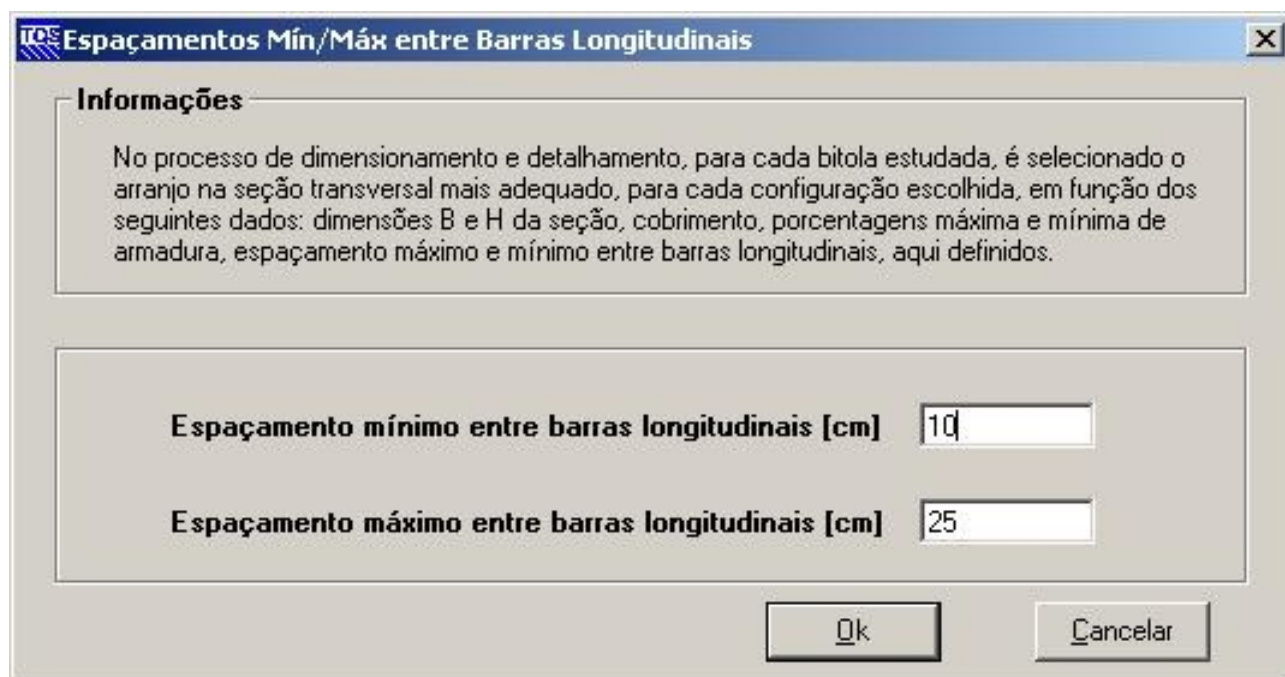 TQS Espaçamentos Mín/Máx entre Barras Longitudinais
Informações
No processo de dimensionamento e detalhamento, para cada bitola estudada, é selecionado o
arranjo na seção transversal mais adequado, para cada configuração escolhida, em função dos
seguintes dados: dimensões B e H da seção, cobrimento, porcentagens máxima e mínima de
armadura, espaçamento máximo e mínimo entre barras longitudinais, aqui definidos.
Espaçamento mínimo entre barras longitudinais [cm] 10
Espaçamento máximo entre barras longitudinais [cm] 25
Ok Cancelar